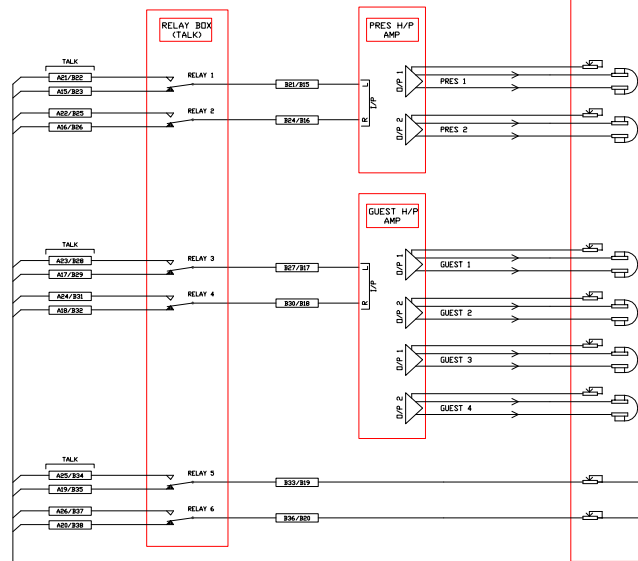 RELAY BOX
(TALK)
PRES H/P
AMP
TALK
A21/B22
RELAY 1
A15/B23
B21/B15
L
I/P
R
O/P 1
PRES 1
A22/B25
RELAY 2
A16/B26
B24/B16
O/P 2
PRES 2
GUEST H/P
AMP
TALK
A23/B28
RELAY 3
A17/B29
B27/B17
L
I/P
R
O/P 1
GUEST 1
A24/B31
RELAY 4
A18/B32
B30/B18
O/P 2
GUEST 2
O/P 1
GUEST 3
O/P 2
GUEST 4
TALK
A25/B34
RELAY 5
A19/B35
B33/B19
A26/B37
RELAY 6
A20/B38
B36/B20